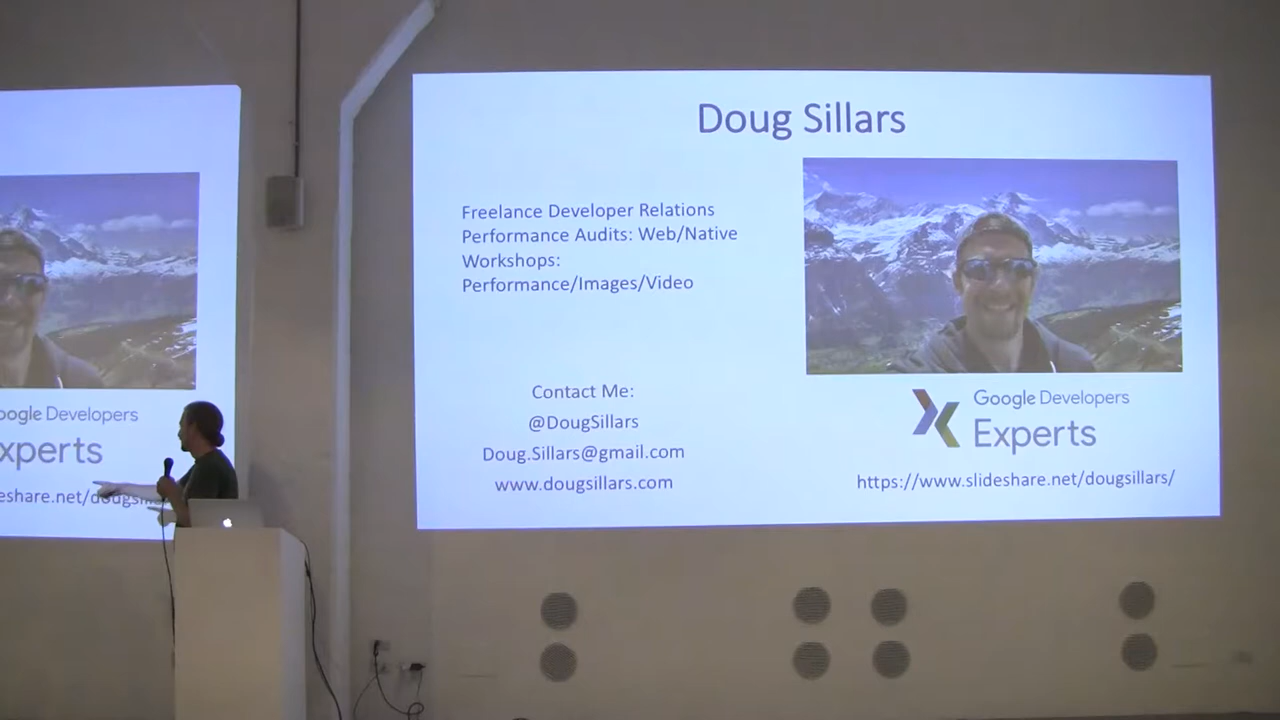 Doug Sillars
Freelance Developer Relations
Performance Audits: Web/Native
Workshops:
Performance/Images/Video
Contact Me:
@DougSillars
Doug.Sillars@gmail.com
www.dougsillars.com
Google Developers
Experts
https://www.slideshare.net/dougsillars/
oogle Developers
xperts
eshare.net/dougsill